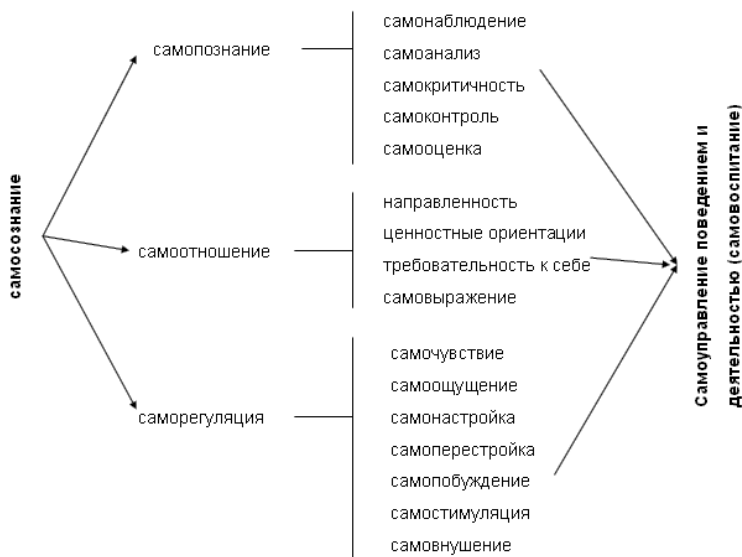 самосознание
самопознание
самонаблюдение
самоанализ
самокритичность
самоконтроль
самооценка
самоотношение
направленность
ценностные ориентации
требовательность к себе
самовыражение
саморегуляция
самочувствие
самоощущение
самонастройка
самоперестройка
самопобуждение
самостимуляция
самовнушение
Самоуправление поведением и
деятельностью (самовоспитание)